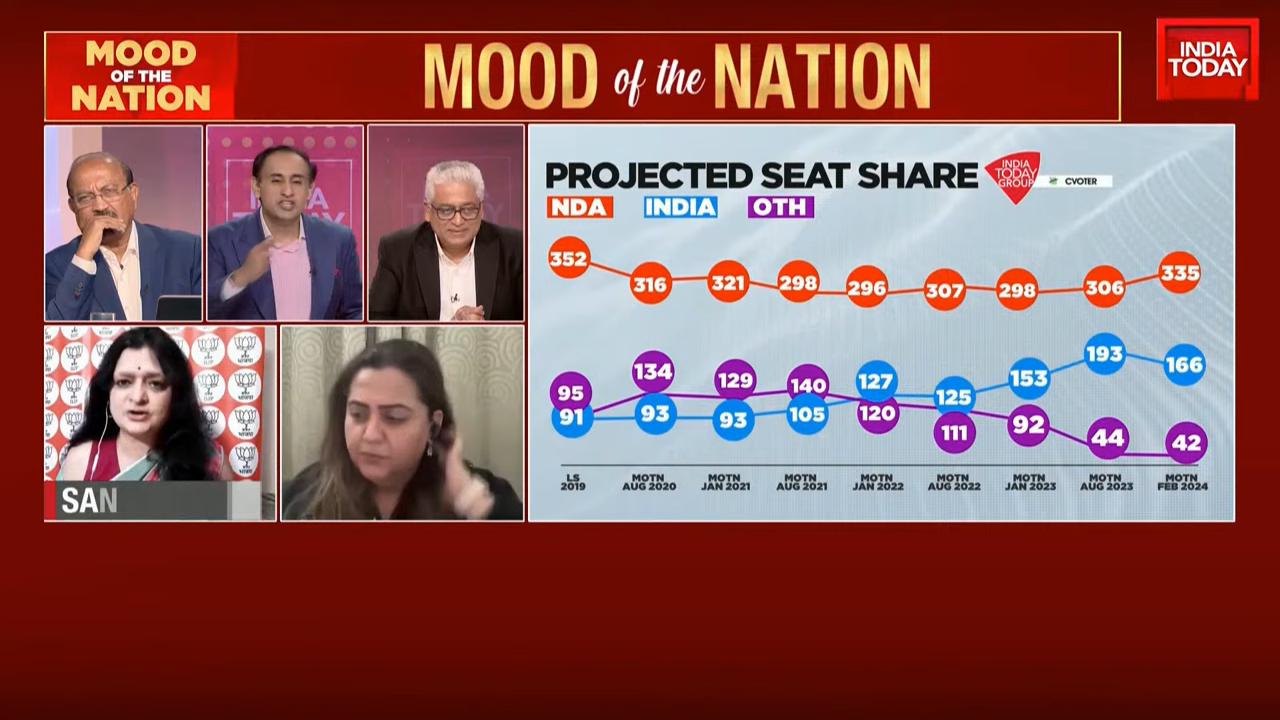 MOOD
OF THE
NATION
MOOD of the NATION
INDIA
TODAY
PROJECTED SEAT SHARE
INDIA
TODAY
GROUP
CVOTER
NDA INDIA OTH
352 316 321 298 296 307 298 306 335
95 134 129 140 127 125 153 193 166
91 93 93 105 120 111 92 44 42
LS MOTN MOTN MOTN MOTN MOTN MOTN MOTN MOTN
2019 AUG 2020 JAN 2021 AUG 2021 JAN 2022 AUG 2022 JAN 2023 AUG 2023 FEB 2024
SAN